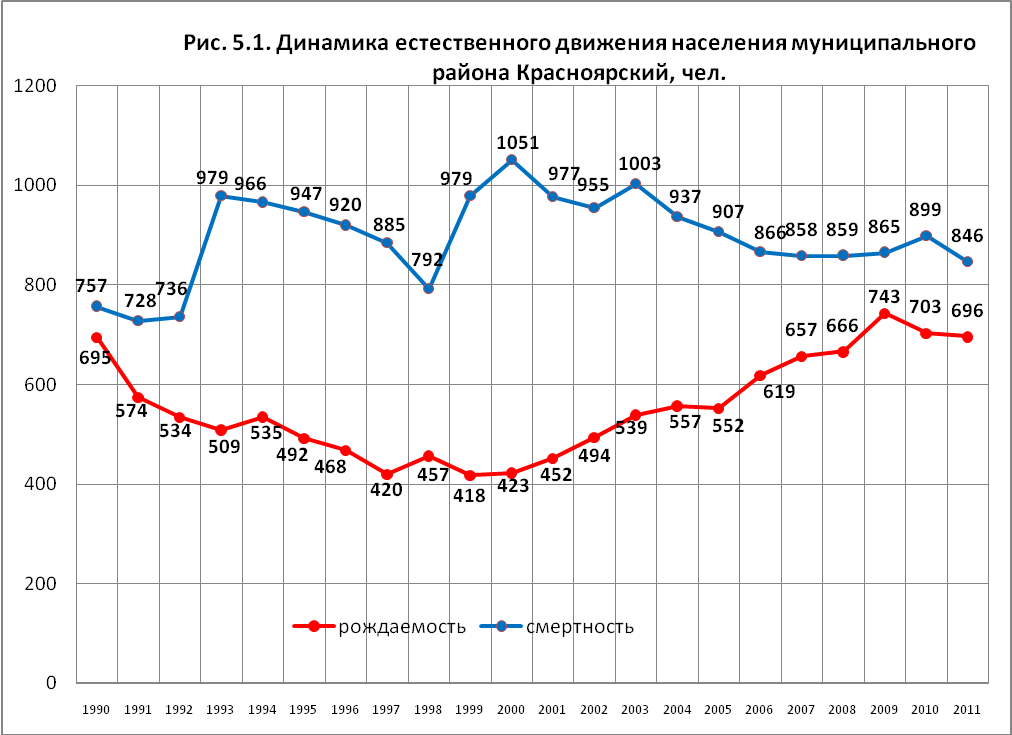 Рис. 5.1. Динамика естественного движения населения муниципального
района Красноярский, чел.
1200
1000
800
600
400
200
0
757 728 736 979 966 947 920 885 792 979 1051 977 955 1003 937 907 866 858 859 865 899 846
695 574 534 509 535 492 468 420 457 418 423 452 494 539 557 552 619 657 666 743 703 696
рождаемость смертность
1990 1991 1992 1993 1994 1995 1996 1997 1998 1999 2000 2001 2002 2003 2004 2005 2006 2007 2008 2009 2010 2011